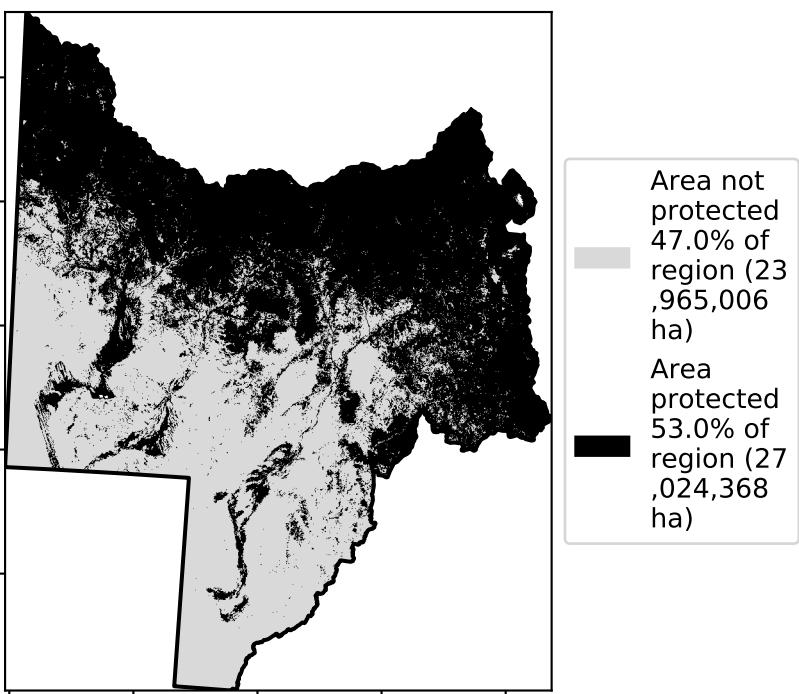 Area not
protected
47.0% of
region (23
,965,006
ha)
Area
protected
53.0% of
region (27
,024,368
ha)